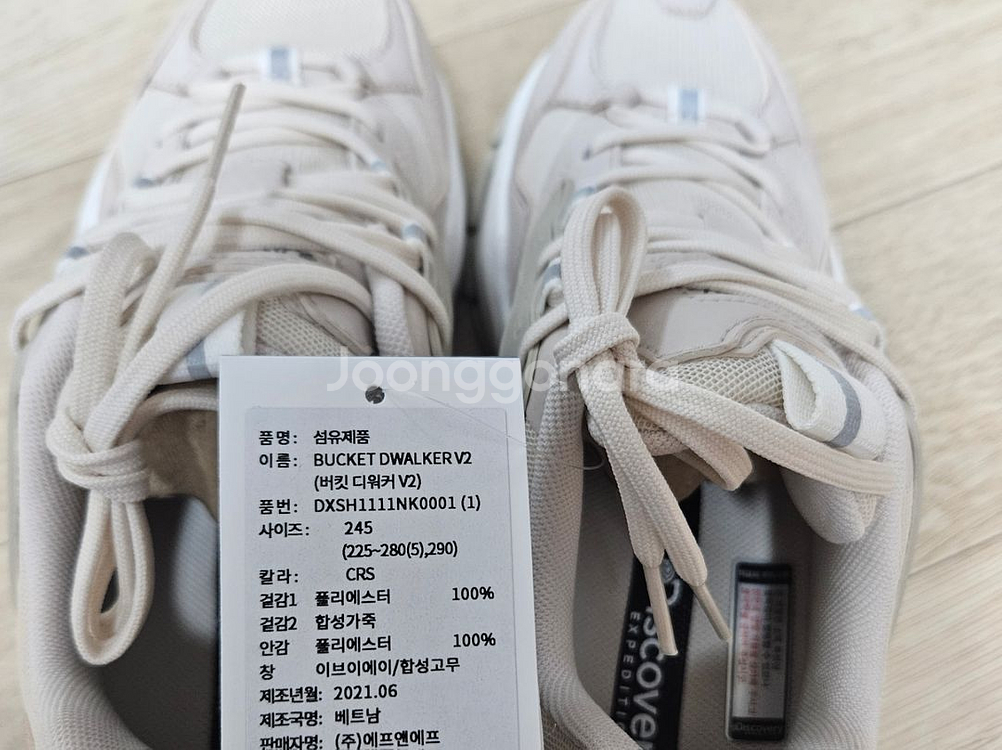 Joonggonara
품명: 섬유제품
이름: BUCKET DWALKER V2
(버킷 디워커 V2)
품번: DXSH1111NK0001 (1)
사이즈: 245
(225~280(5),290)
칼라: CRS
겉감1 폴리에스터 100%
겉감2 합성가죽
안감 폴리에스터 100%
창 이브이에이/합성고무
제조년월: 2021.06
제조국명: 베트남
판매자명: (주)에프앤에프
Discovery